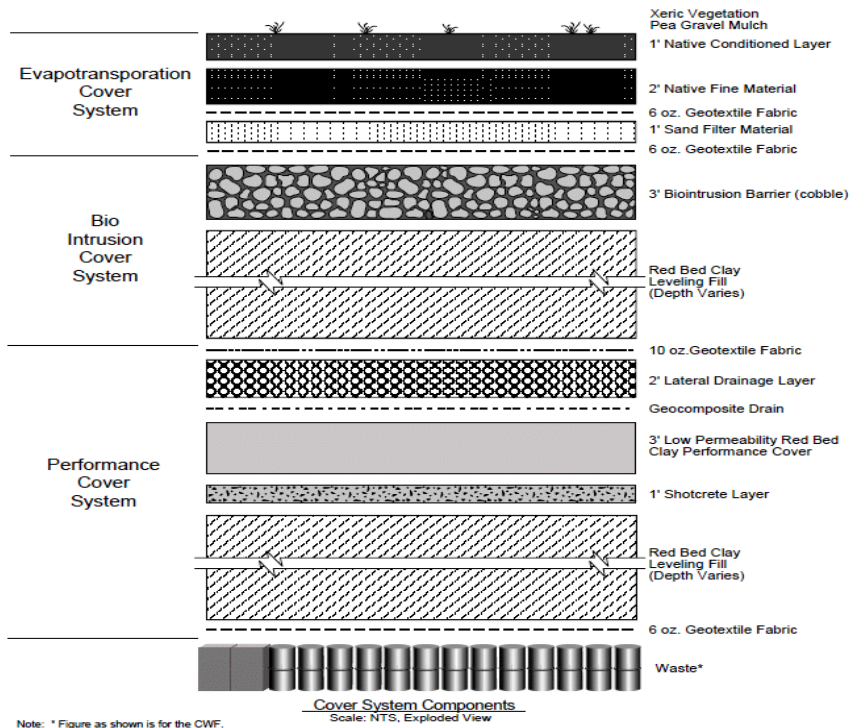 Xeric Vegetation
Pea Gravel Mulch
1' Native Conditioned Layer
Evapotransporation
Cover
System
2' Native Fine Material
6 oz. Geotextile Fabric
1' Sand Filter Material
6 oz. Geotextile Fabric
3' Biointrusion Barrier (cobble)
Bio
Intrusion
Cover
System
Red Bed Clay
Leveling Fill
(Depth Varies)
10 oz.Geotextile Fabric
2' Lateral Drainage Layer
Geocomposite Drain
3' Low Permeability Red Bed
Clay Performance Cover
Performance
Cover
System
1' Shotcrete Layer
Red Bed Clay
Leveling Fill
(Depth Varies)
6 oz. Geotextile Fabric
Waste*
Cover System Components
Scale: NTS, Exploded View
Note: * Figure as shown is for the CWF.